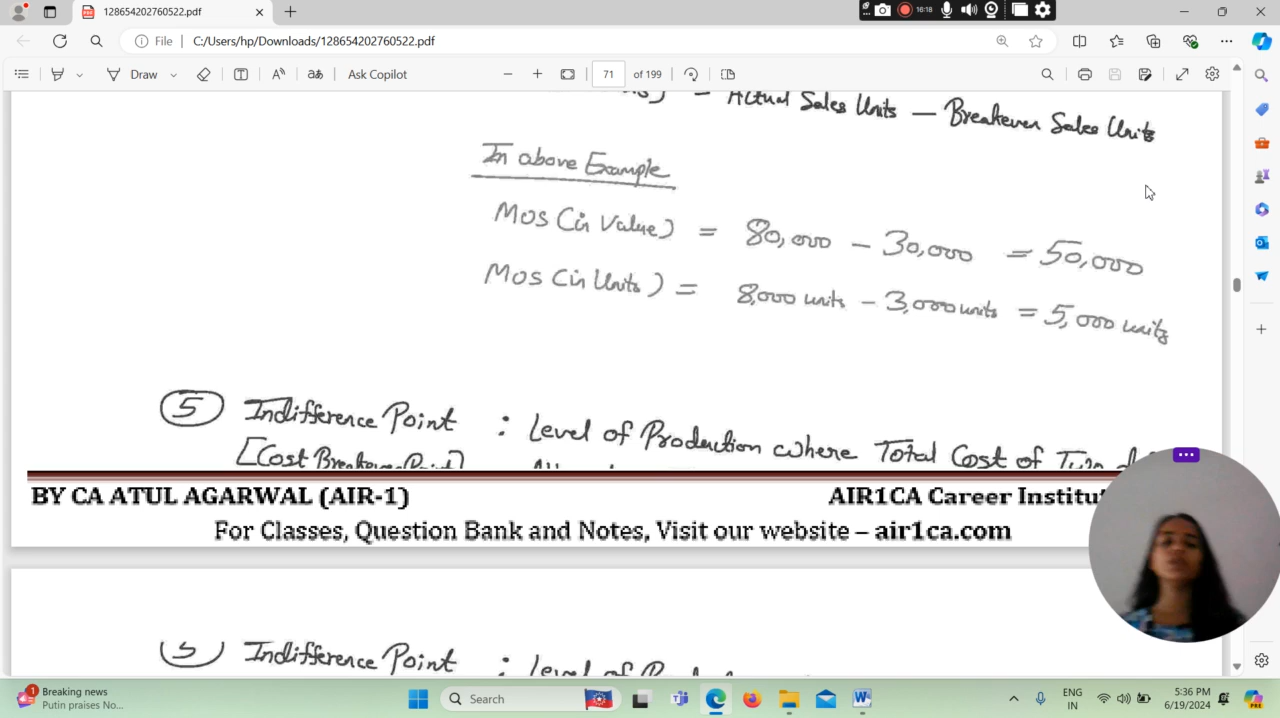 128654202760522.pdf
16:18
File C:/Users/hp/Downloads/128654202760522.pdf
Draw Ask Copilot 71 of 199
= Actual Sales Units — Breakeven Sales Units
In above Example
MOS (in Value) = 80,000 - 30,000 = 50,000
MOS (in Units) = 8,000 units - 3,000 units = 5,000 units
5 Indifference Point : Level of Production where Total Cost of
[Cost Breakeven Point]
BY CA ATUL AGARWAL (AIR-1) AIR1CA Career Institut
For Classes, Question Bank and Notes, Visit our website – air1ca.com
5 Indifference Point : Level of
Breaking news
Putin praises No...
1
Search
ENG
IN
5:36 PM
6/19/2024